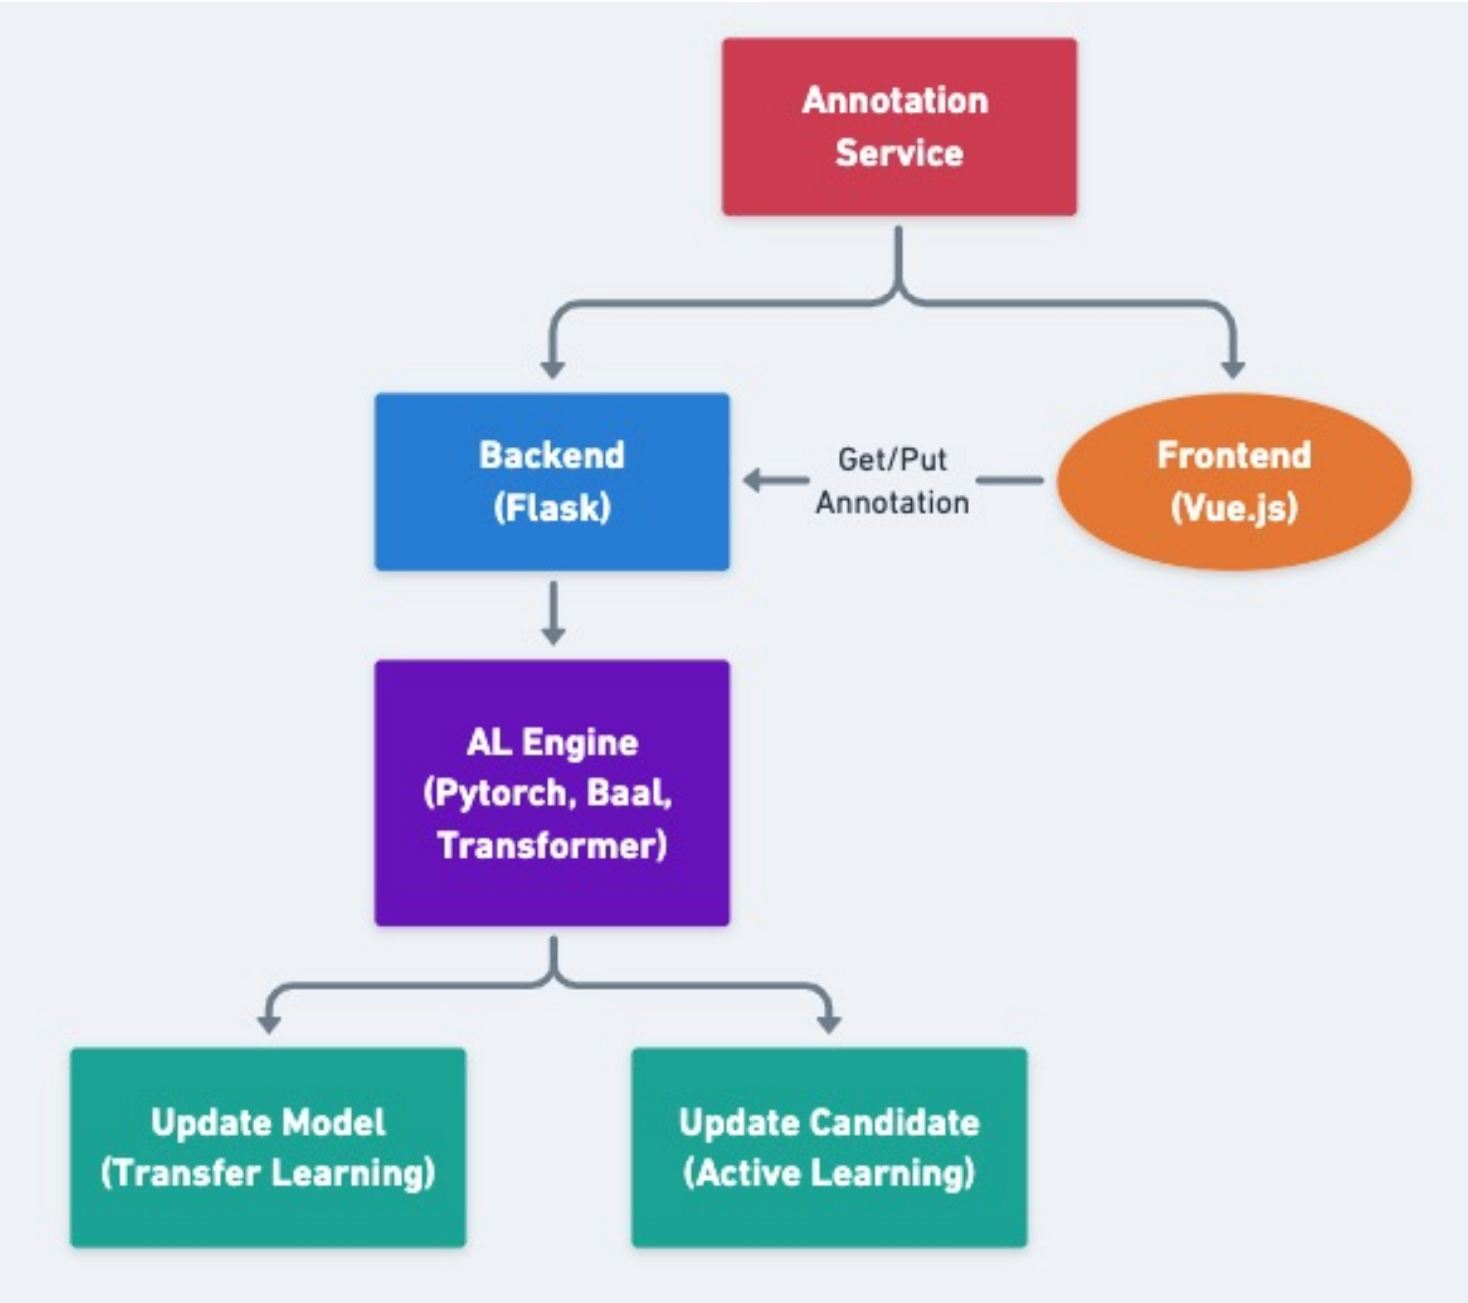 Annotation
Service
Backend
(Flask)
Get/Put
Annotation
Frontend
(Vue.js)
AL Engine
(Pytorch, Baal,
Transformer)
Update Model
(Transfer Learning)
Update Candidate
(Active Learning)